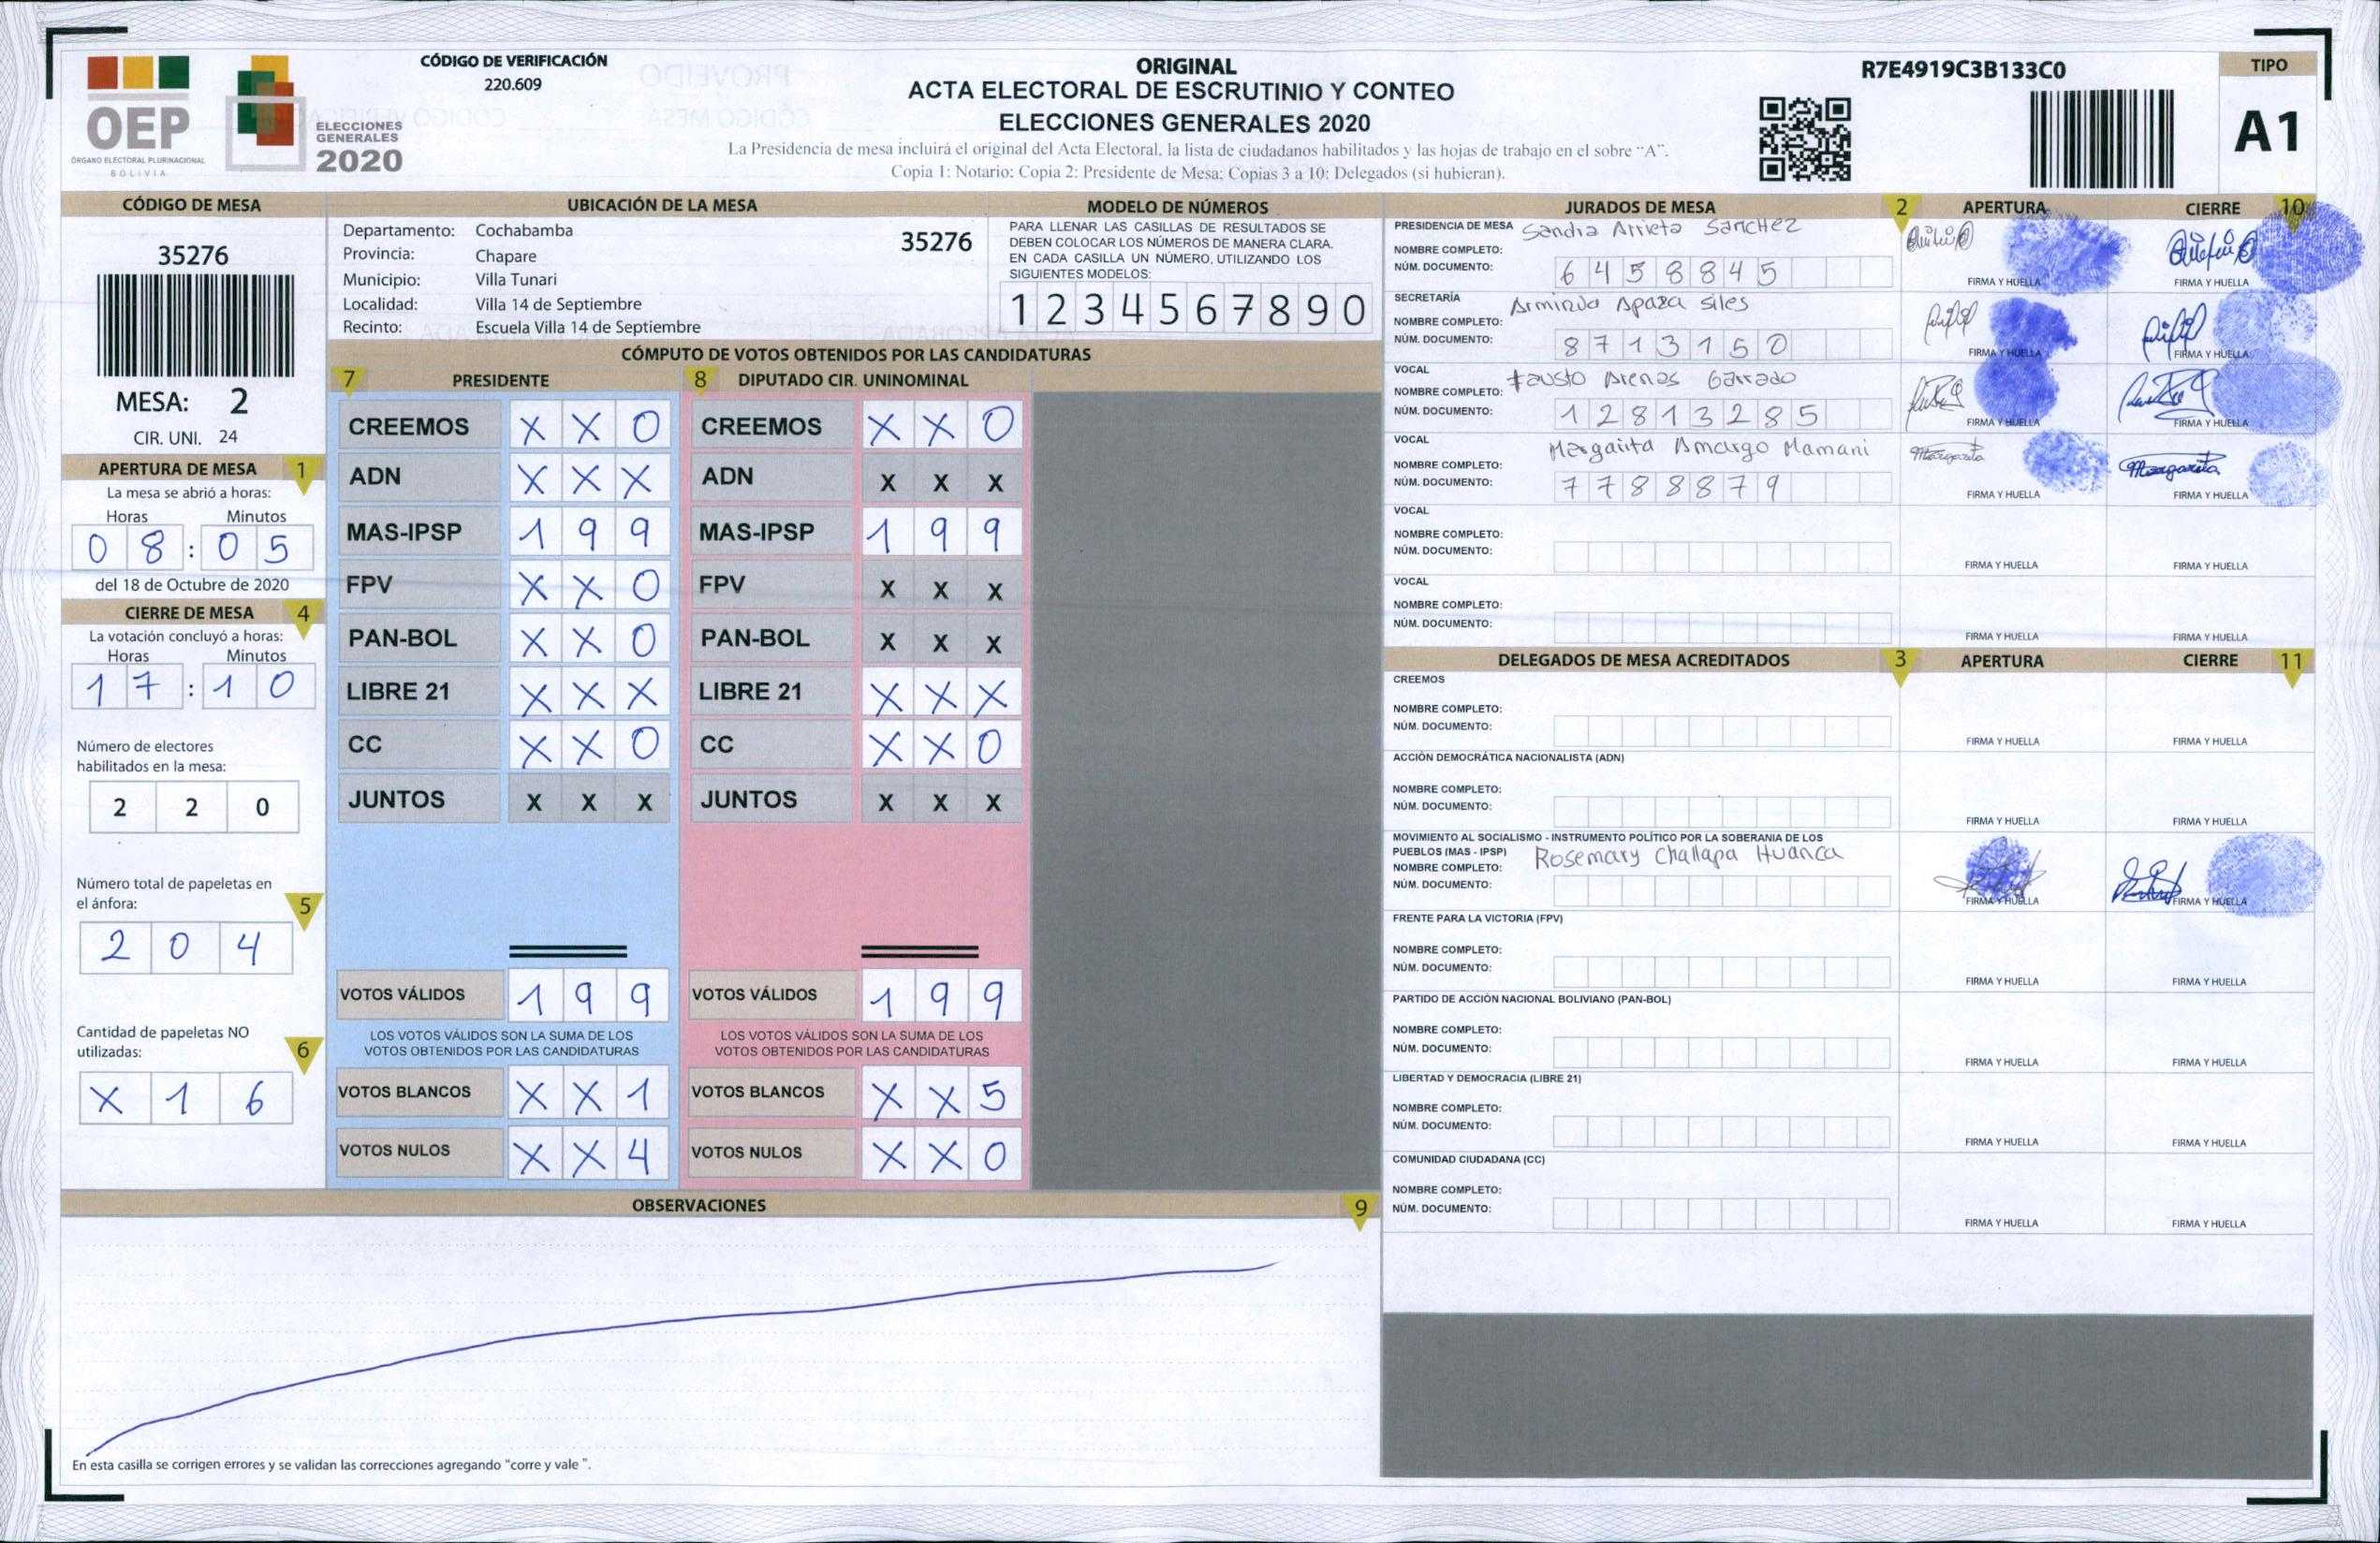 OEP
ÓRGANO ELECTORAL PLURINACIONAL
BOLIVIA
ELECCIONES
GENERALES
2020
CÓDIGO DE VERIFICACIÓN
220.609
ORIGINAL
ACTA ELECTORAL DE ESCRUTINIO Y CONTEO
ELECCIONES GENERALES 2020
La Presidencia de mesa incluirá el original del Acta Electoral, la lista de ciudadanos habilitados y las hojas de trabajo en el sobre "A".
Copia 1: Notario; Copia 2: Presidente de Mesa; Copias 3 a 10: Delegados (si hubieran).
R7E4919C3B133C0
TIPO
A1
CÓDIGO DE MESA
35276
MESA: 2
CIR. UNI. 24
APERTURA DE MESA 1
La mesa se abrió a horas:
Horas Minutos
08:05
del 18 de Octubre de 2020
CIERRE DE MESA 4
La votación concluyó a horas:
Horas Minutos
17:10
Número de electores
habilitados en la mesa:
2 2 0
Número total de papeletas en
el ánfora: 5
2 0 4
Cantidad de papeletas NO
utilizadas: 6
X 1 6
UBICACIÓN DE LA MESA
Departamento: Cochabamba 35276
Provincia: Chapare
Municipio: Villa Tunari
Localidad: Villa 14 de Septiembre
Recinto: Escuela Villa 14 de Septiembre
MODELO DE NÚMEROS
PARA LLENAR LAS CASILLAS DE RESULTADOS SE
DEBEN COLOCAR LOS NÚMEROS DE MANERA CLARA.
EN CADA CASILLA UN NÚMERO, UTILIZANDO LOS
SIGUIENTES MODELOS:
1 2 3 4 5 6 7 8 9 0
CÓMPUTO DE VOTOS OBTENIDOS POR LAS CANDIDATURAS
7 PRESIDENTE 8 DIPUTADO CIR. UNINOMINAL
CREEMOS X X 0 CREEMOS X X 0
ADN X X X ADN X X X
MAS-IPSP 1 9 9 MAS-IPSP 1 9 9
FPV X X 0 FPV X X X
PAN-BOL X X 0 PAN-BOL X X X
LIBRE 21 X X X LIBRE 21 X X X
CC X X 0 CC X X 0
JUNTOS X X X JUNTOS X X X
VOTOS VÁLIDOS 1 9 9 VOTOS VÁLIDOS 1 9 9
LOS VOTOS VÁLIDOS SON LA SUMA DE LOS LOS VOTOS VÁLIDOS SON LA SUMA DE LOS
VOTOS OBTENIDOS POR LAS CANDIDATURAS VOTOS OBTENIDOS POR LAS CANDIDATURAS
VOTOS BLANCOS X X 1 VOTOS BLANCOS X X 5
VOTOS NULOS X X 4 VOTOS NULOS X X 0
OBSERVACIONES 9
En esta casilla se corrigen errores y se validan las correcciones agregando "corre y vale ".
JURADOS DE MESA 2 APERTURA CIERRE 10
PRESIDENCIA DE MESA Sandra Arrieta Sanchez
NOMBRE COMPLETO:
NÚM. DOCUMENTO: 6458845
FIRMA Y HUELLA FIRMA Y HUELLA
SECRETARÍA Arminda Apaza Siles
NOMBRE COMPLETO:
NÚM. DOCUMENTO: 8713150
FIRMA Y HUELLA FIRMA Y HUELLA
VOCAL Fausto Arenas Garrado
NOMBRE COMPLETO:
NÚM. DOCUMENTO: 12813285
FIRMA Y HUELLA FIRMA Y HUELLA
VOCAL Margarita Amargo Mamani
NOMBRE COMPLETO:
NÚM. DOCUMENTO: 7788879
Margarita Margarita
FIRMA Y HUELLA FIRMA Y HUELLA
VOCAL
NOMBRE COMPLETO:
NÚM. DOCUMENTO:
FIRMA Y HUELLA FIRMA Y HUELLA
VOCAL
NOMBRE COMPLETO:
NÚM. DOCUMENTO:
FIRMA Y HUELLA FIRMA Y HUELLA
DELEGADOS DE MESA ACREDITADOS 3 APERTURA CIERRE 11
CREEMOS
NOMBRE COMPLETO:
NÚM. DOCUMENTO:
FIRMA Y HUELLA FIRMA Y HUELLA
ACCIÓN DEMOCRÁTICA NACIONALISTA (ADN)
NOMBRE COMPLETO:
NÚM. DOCUMENTO:
FIRMA Y HUELLA FIRMA Y HUELLA
MOVIMIENTO AL SOCIALISMO - INSTRUMENTO POLÍTICO POR LA SOBERANIA DE LOS
PUEBLOS (MAS - IPSP) Rosemary Challapa Huanca
NOMBRE COMPLETO:
NÚM. DOCUMENTO:
FIRMA Y HUELLA FIRMA Y HUELLA
FRENTE PARA LA VICTORIA (FPV)
NOMBRE COMPLETO:
NÚM. DOCUMENTO:
FIRMA Y HUELLA FIRMA Y HUELLA
PARTIDO DE ACCIÓN NACIONAL BOLIVIANO (PAN-BOL)
NOMBRE COMPLETO:
NÚM. DOCUMENTO:
FIRMA Y HUELLA FIRMA Y HUELLA
LIBERTAD Y DEMOCRACIA (LIBRE 21)
NOMBRE COMPLETO:
NÚM. DOCUMENTO:
FIRMA Y HUELLA FIRMA Y HUELLA
COMUNIDAD CIUDADANA (CC)
NOMBRE COMPLETO:
NÚM. DOCUMENTO:
FIRMA Y HUELLA FIRMA Y HUELLA